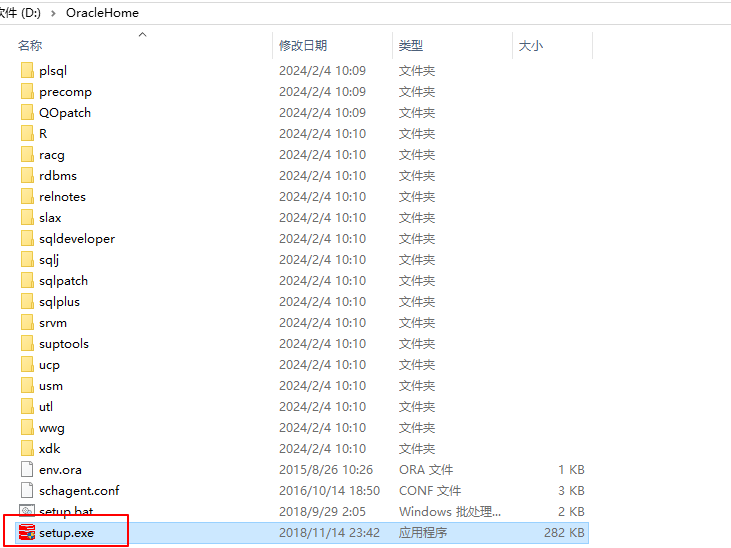 软件 (D:) > OracleHome
名称 修改日期 类型 大小
plsql 2024/2/4 10:09 文件夹
precomp 2024/2/4 10:09 文件夹
QOpatch 2024/2/4 10:09 文件夹
R 2024/2/4 10:10 文件夹
racg 2024/2/4 10:10 文件夹
rdbms 2024/2/4 10:10 文件夹
relnotes 2024/2/4 10:10 文件夹
slax 2024/2/4 10:10 文件夹
sqldeveloper 2024/2/4 10:10 文件夹
sqlj 2024/2/4 10:10 文件夹
sqlpatch 2024/2/4 10:10 文件夹
sqlplus 2024/2/4 10:10 文件夹
srvm 2024/2/4 10:10 文件夹
suptools 2024/2/4 10:10 文件夹
ucp 2024/2/4 10:10 文件夹
usm 2024/2/4 10:10 文件夹
utl 2024/2/4 10:10 文件夹
wwg 2024/2/4 10:10 文件夹
xdk 2024/2/4 10:10 文件夹
env.ora 2015/8/26 10:26 ORA 文件 1 KB
schagent.conf 2016/10/14 18:50 CONF 文件 3 KB
setup.bat 2018/9/29 2:05 Windows 批处理... 2 KB
setup.exe 2018/11/14 23:42 应用程序 282 KB